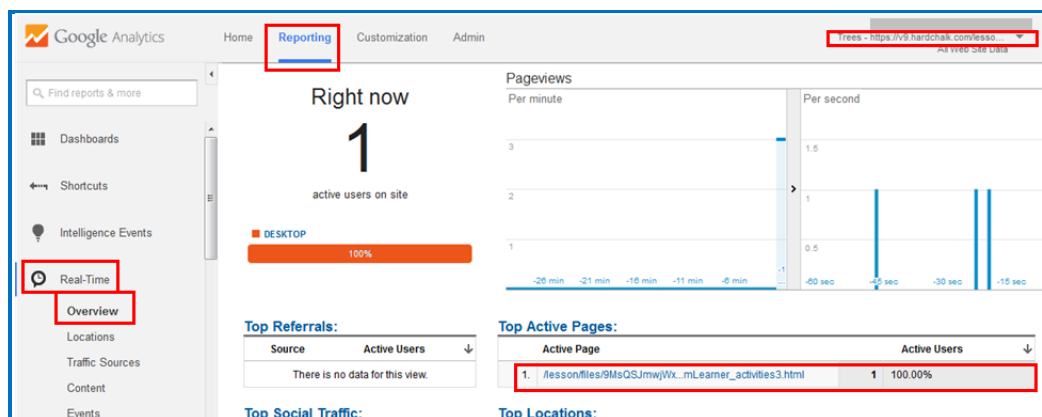 Google Analytics
Home Reporting Customization Admin
Trees - https://v9.hardchalk.com/lesso...
All Web Site Data
Find reports & more
Dashboards
Shortcuts
Intelligence Events
Real-Time
Overview
Locations
Traffic Sources
Content
Events
Right now
1
active users on site
DESKTOP
100%
Pageviews
Per minute
3
2
1
-26 min -21 min -16 min -11 min -6 min -1
...
Per second
1.5
1
0.5
-60 sec -45 sec -30 sec -15 sec
Top Referrals:
Source Active Users
There is no data for this view.
Top Social Traffic:
Top Active Pages:
Active Page Active Users
1. /lesson/files/9MsQSJmwjWx...mLearner_activities3.html 1 100.00%
Top Locations: